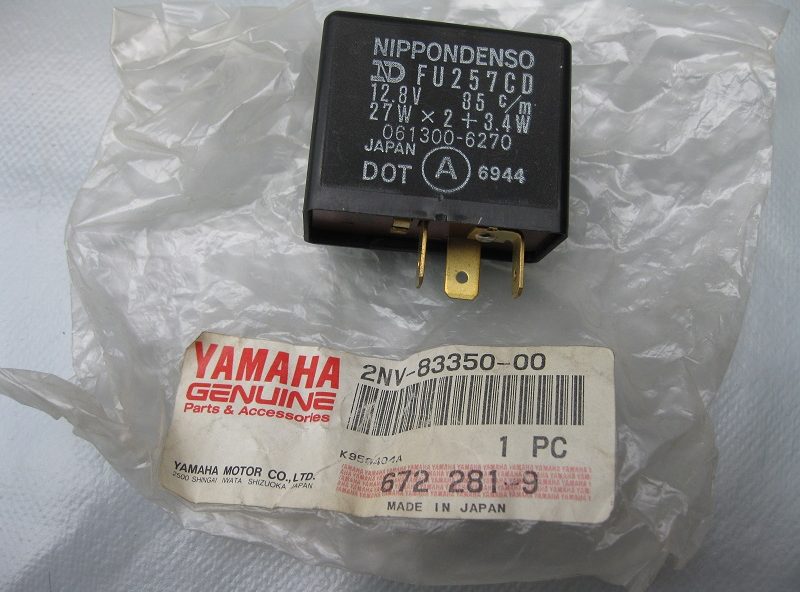 NIPPONDENSO
ND FU257CD
12.8V 85 c/m
27W × 2 + 3.4W
061300-6270
JAPAN
DOT A 6944
YAMAHA
GENUINE
Parts & Accessories
2NV-83350-00
1 PC
YAMAHA MOTOR CO., LTD.
2500 SHINGAI IWATA SHIZUOKA JAPAN
672 281-9
MADE IN JAPAN